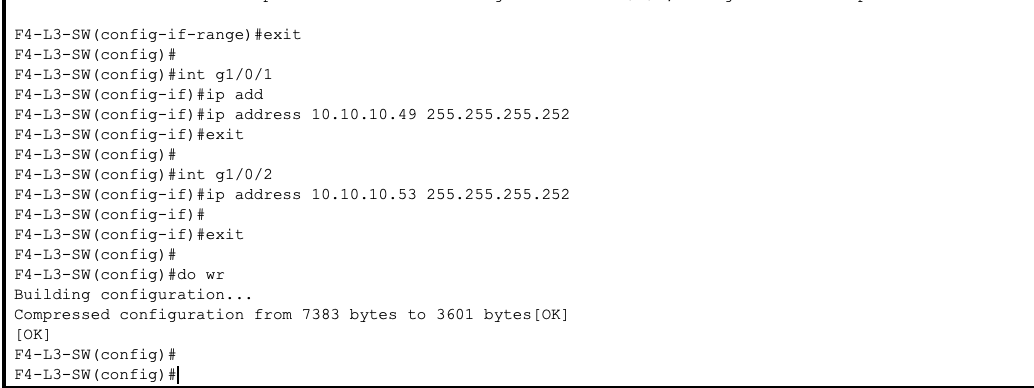 F4-L3-SW(config-if-range)#exit
F4-L3-SW(config)#
F4-L3-SW(config)#int g1/0/1
F4-L3-SW(config-if)#ip add
F4-L3-SW(config-if)#ip address 10.10.10.49 255.255.255.252
F4-L3-SW(config-if)#exit
F4-L3-SW(config)#
F4-L3-SW(config)#int g1/0/2
F4-L3-SW(config-if)#ip address 10.10.10.53 255.255.255.252
F4-L3-SW(config-if)#
F4-L3-SW(config-if)#exit
F4-L3-SW(config)#
F4-L3-SW(config)#do wr
Building configuration...
Compressed configuration from 7383 bytes to 3601 bytes[OK]
[OK]
F4-L3-SW(config)#
F4-L3-SW(config)#